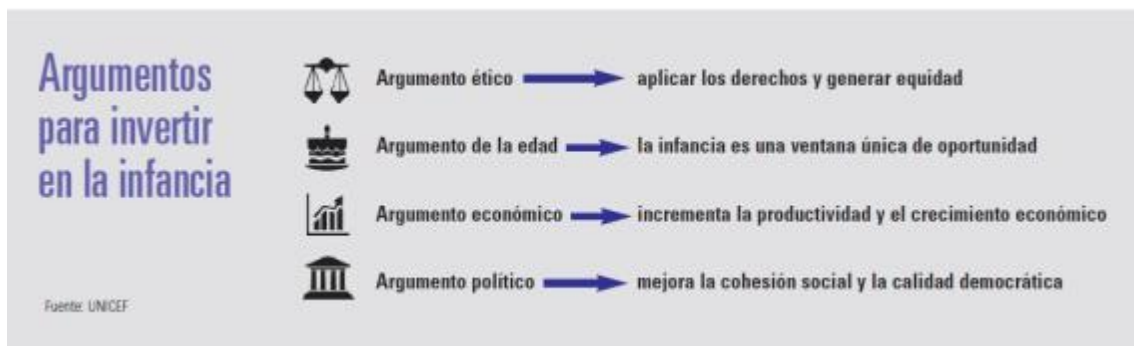 Argumentos
para invertir
en la infancia
Argumento ético aplicar los derechos y generar equidad
Argumento de la edad la infancia es una ventana única de oportunidad
Argumento económico incrementa la productividad y el crecimiento económico
Argumento político mejora la cohesión social y la calidad democrática
Fuente: UNICEF